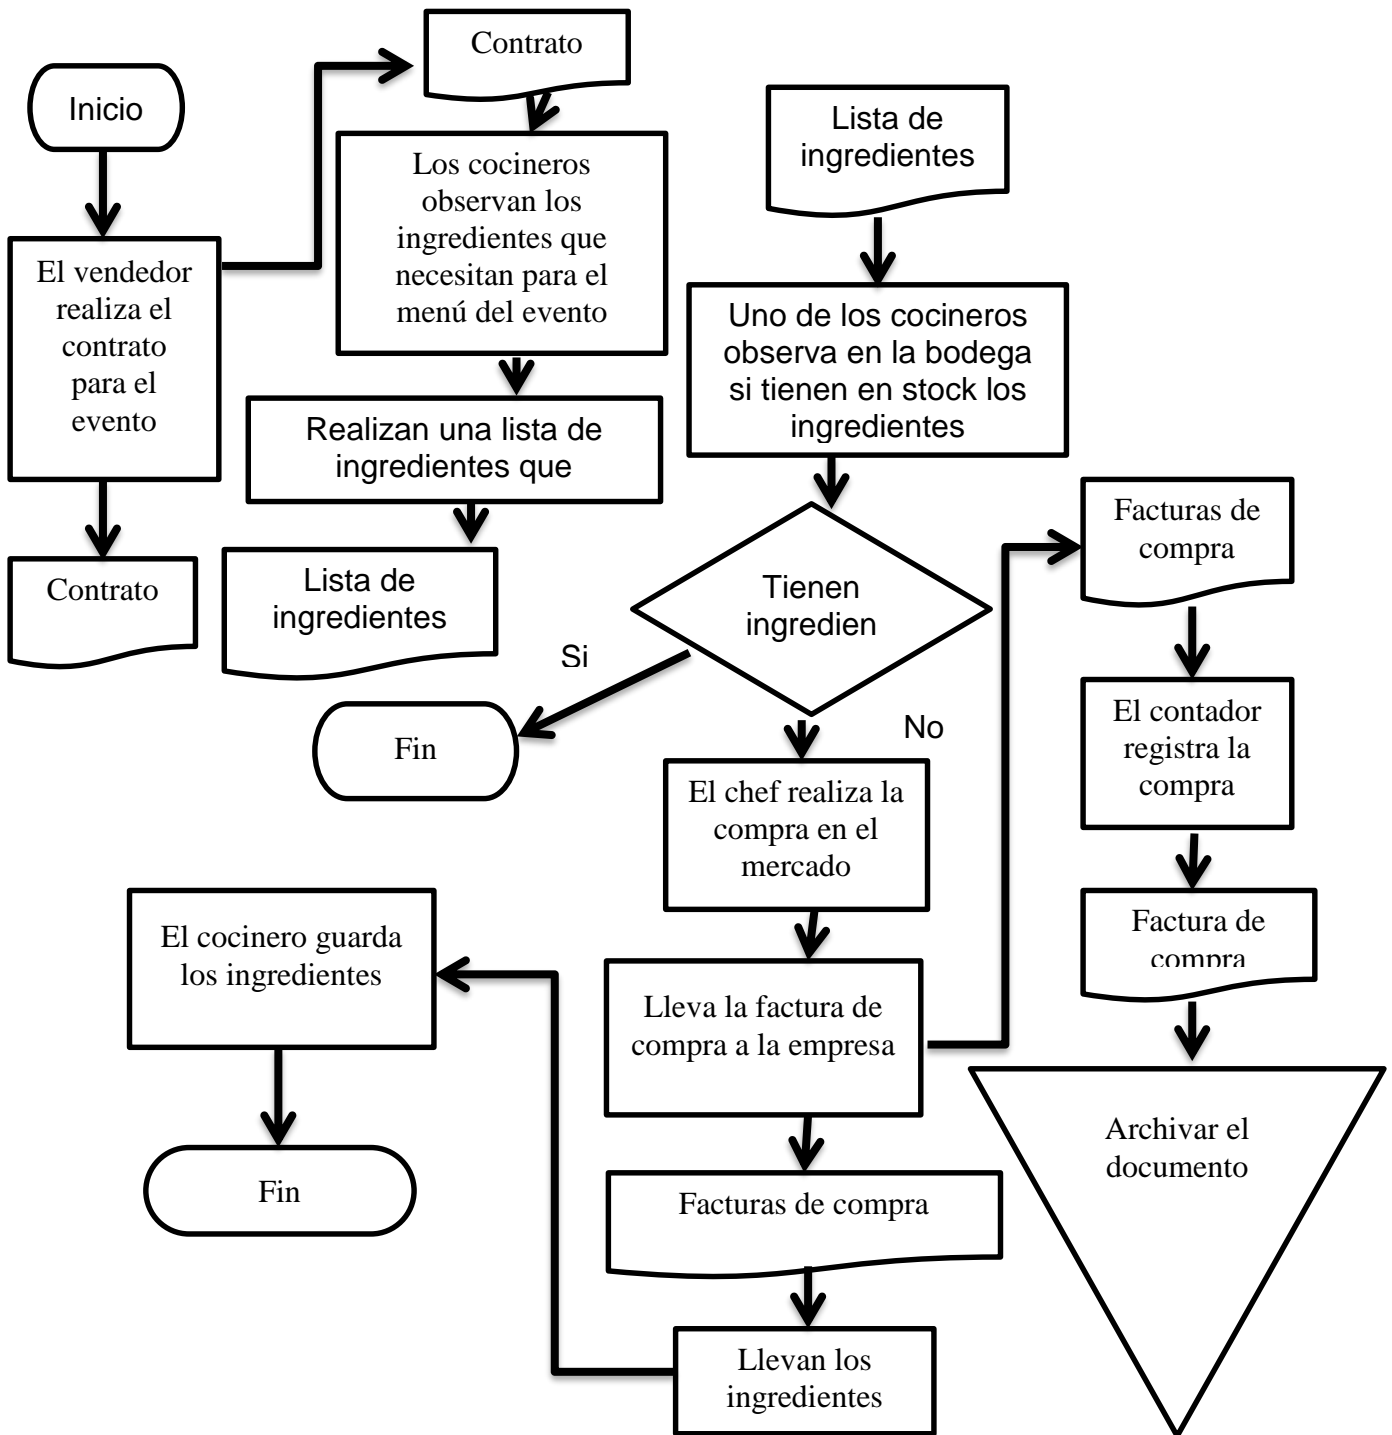 Inicio
El vendedor
realiza el
contrato
para el
evento
Contrato
Contrato
Los cocineros
observan los
ingredientes que
necesitan para el
menú del evento
Realizan una lista de
ingredientes que
Lista de
ingredientes
Lista de
ingredientes
Uno de los cocineros
observa en la bodega
si tienen en stock los
ingredientes
Tienen
ingredien
Si
Fin
No
El chef realiza la
compra en el
mercado
Lleva la factura de
compra a la empresa
Facturas de compra
Llevan los
ingredientes
El cocinero guarda
los ingredientes
Fin
Facturas de
compra
El contador
registra la
compra
Factura de
compra
Archivar el
documento